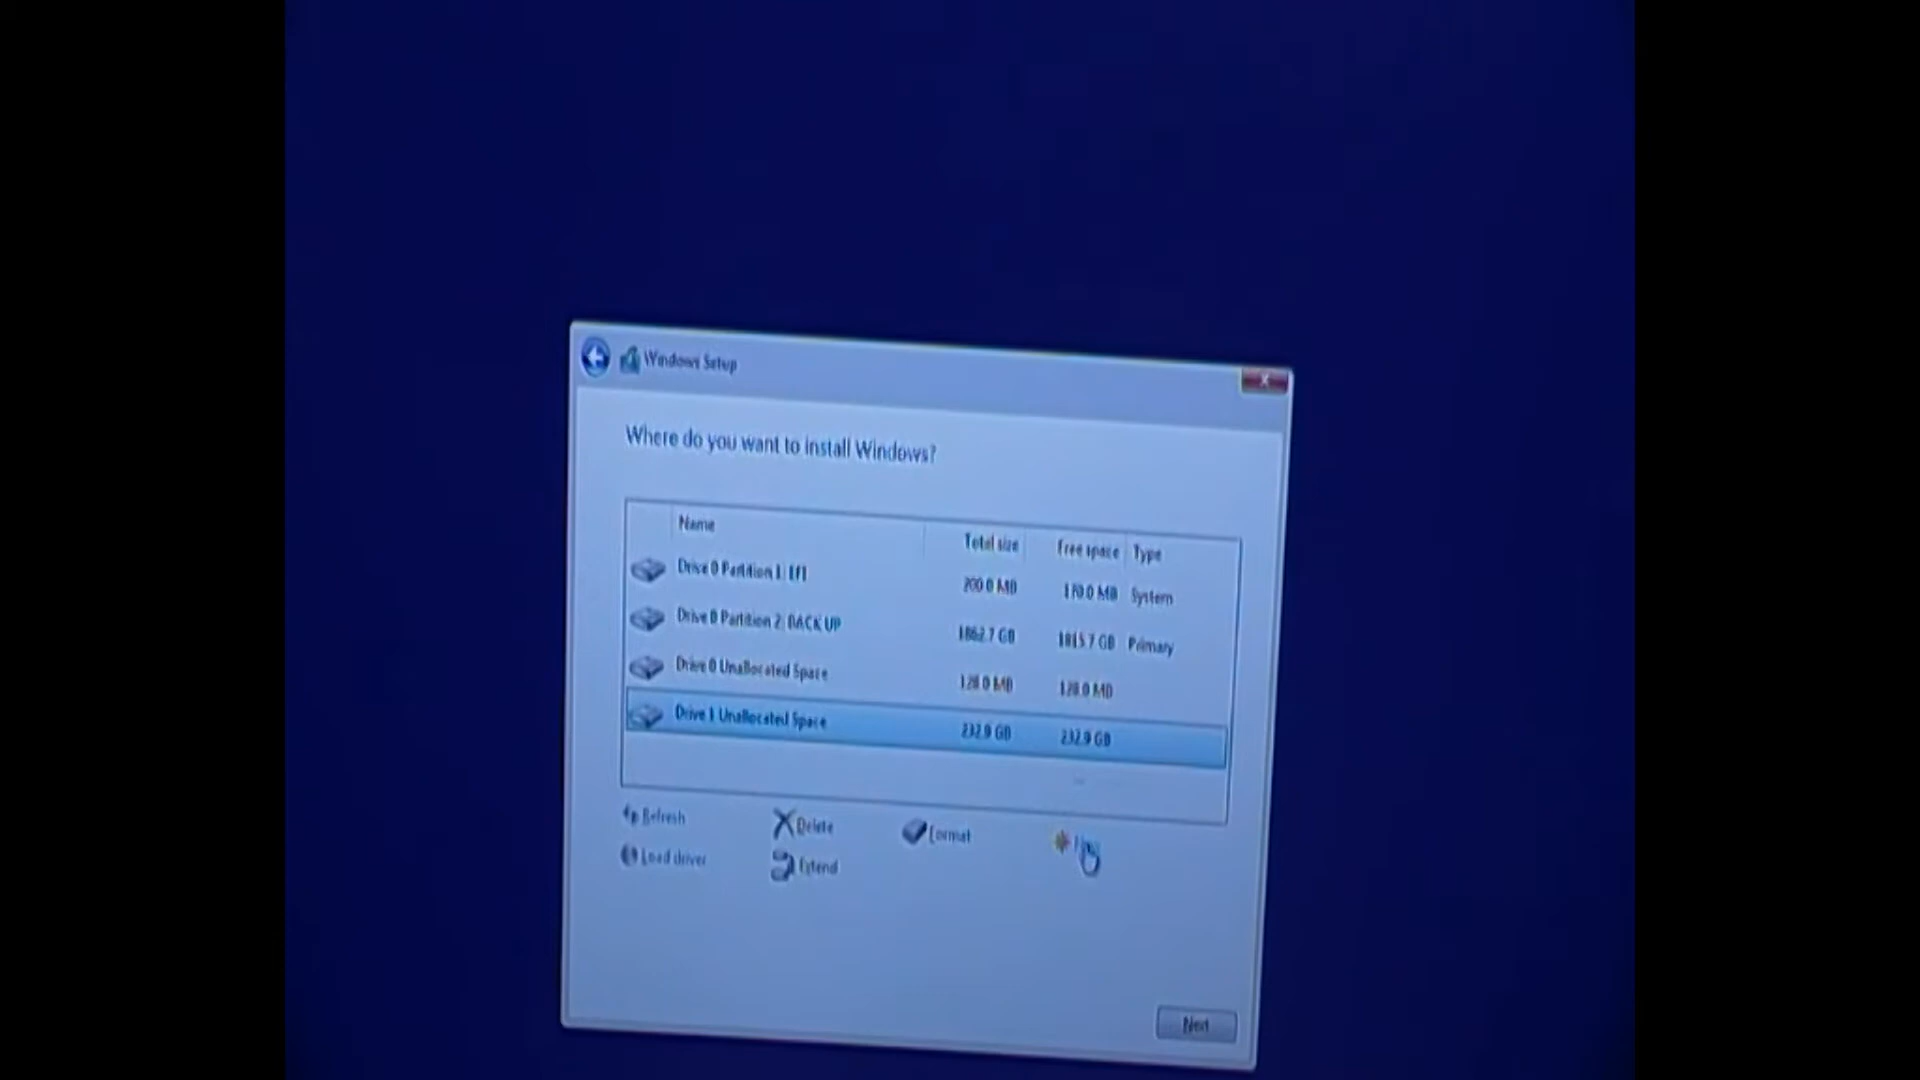 Windows Setup
X
Where do you want to install Windows?
Name Total size Free space Type
Drive 0 Partition 1: EFI 200.0 MB 170.0 MB System
Drive 0 Partition 2: BACK UP 1862.7 GB 1815.7 GB Primary
Drive 0 Unallocated Space 128.0 MB 128.0 MB
Drive 1 Unallocated Space 232.9 GB 232.9 GB
Refresh Delete Format
Load driver Extend
Next